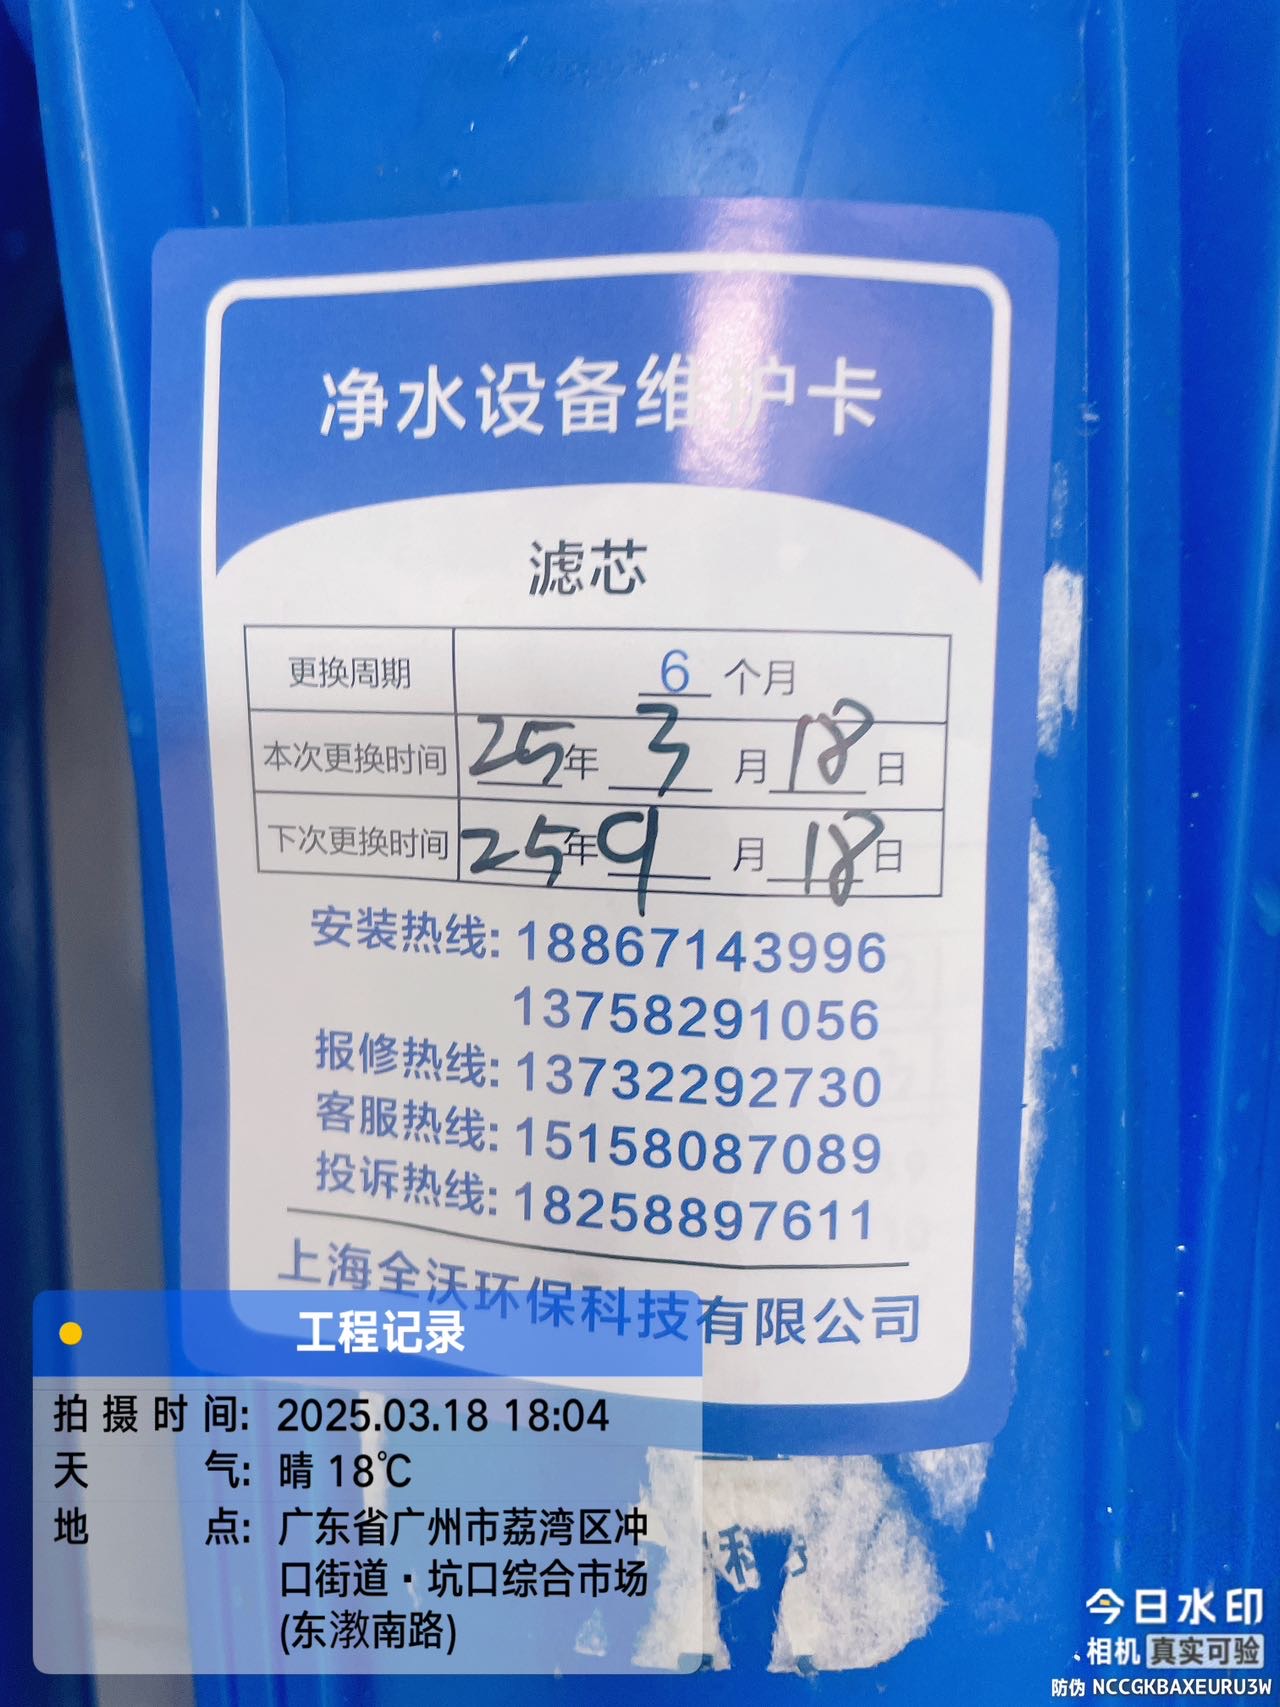 净水设备维护卡
滤芯
更换周期 6 个月
本次更换时间 25年 3 月 18 日
下次更换时间 25年 9 月 18 日
安装热线: 18867143996
13758291056
报修热线: 13732292730
客服热线: 15158087089
投诉热线: 18258897611
上海全沃环保科技有限公司
工程记录
拍摄时间: 2025.03.18 18:04
天气: 晴 18℃
地点: 广东省广州市荔湾区冲
口街道·坑口综合市场
(东漖南路)
今日水印
相机 真实可验
防伪 NCCGKBAXEURU3W